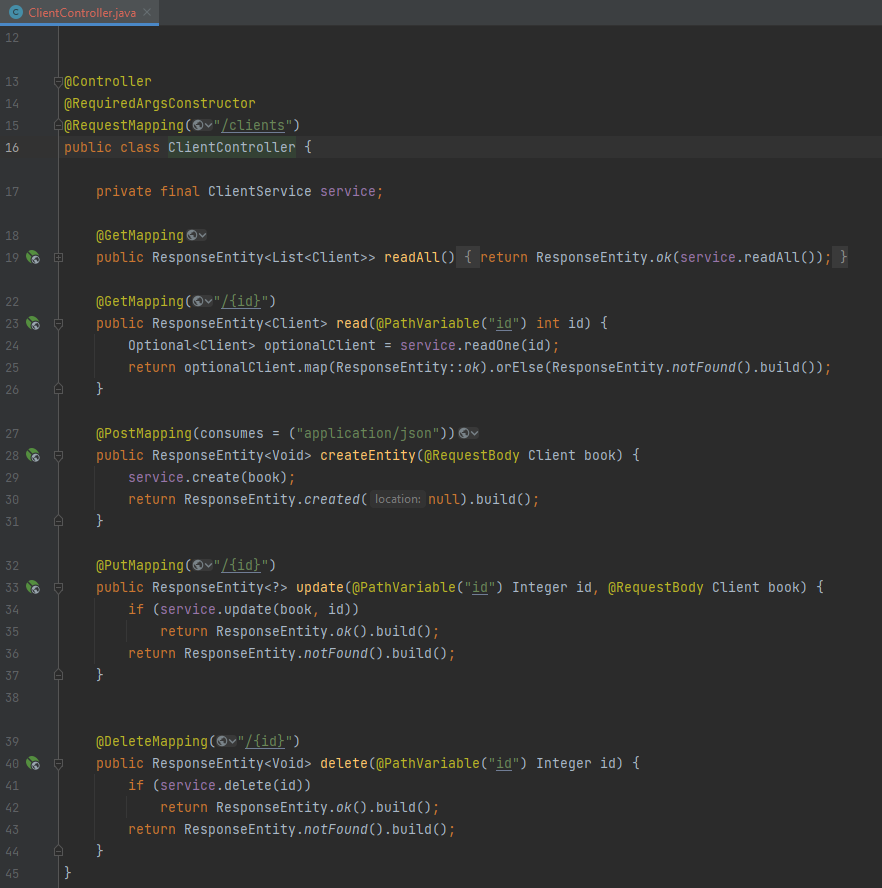 ClientController.java
12
13 @Controller
14 @RequiredArgsConstructor
15 @RequestMapping("/clients")
16 public class ClientController {
17 private final ClientService service;
18 @GetMapping
19 public ResponseEntity<List<Client>> readAll() { return ResponseEntity.ok(service.readAll()); }
22 @GetMapping("/{id}")
23 public ResponseEntity<Client> read(@PathVariable("id") int id) {
24 Optional<Client> optionalClient = service.readOne(id);
25 return optionalClient.map(ResponseEntity::ok).orElse(ResponseEntity.notFound().build());
26 }
27 @PostMapping(consumes = ("application/json"))
28 public ResponseEntity<Void> createEntity(@RequestBody Client book) {
29 service.create(book);
30 return ResponseEntity.created( location: null).build();
31 }
32 @PutMapping("/{id}")
33 public ResponseEntity<?> update(@PathVariable("id") Integer id, @RequestBody Client book) {
34 if (service.update(book, id))
35 return ResponseEntity.ok().build();
36 return ResponseEntity.notFound().build();
37 }
38
39 @DeleteMapping("/{id}")
40 public ResponseEntity<Void> delete(@PathVariable("id") Integer id) {
41 if (service.delete(id))
42 return ResponseEntity.ok().build();
43 return ResponseEntity.notFound().build();
44 }
45 }